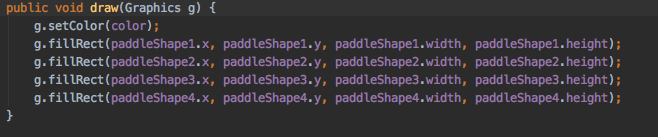 public void draw(Graphics g) {
    g.setColor(color);
    g.fillRect(paddleShape1.x, paddleShape1.y, paddleShape1.width, paddleShape1.height);
    g.fillRect(paddleShape2.x, paddleShape2.y, paddleShape2.width, paddleShape2.height);
    g.fillRect(paddleShape3.x, paddleShape3.y, paddleShape3.width, paddleShape3.height);
    g.fillRect(paddleShape4.x, paddleShape4.y, paddleShape4.width, paddleShape4.height);
}